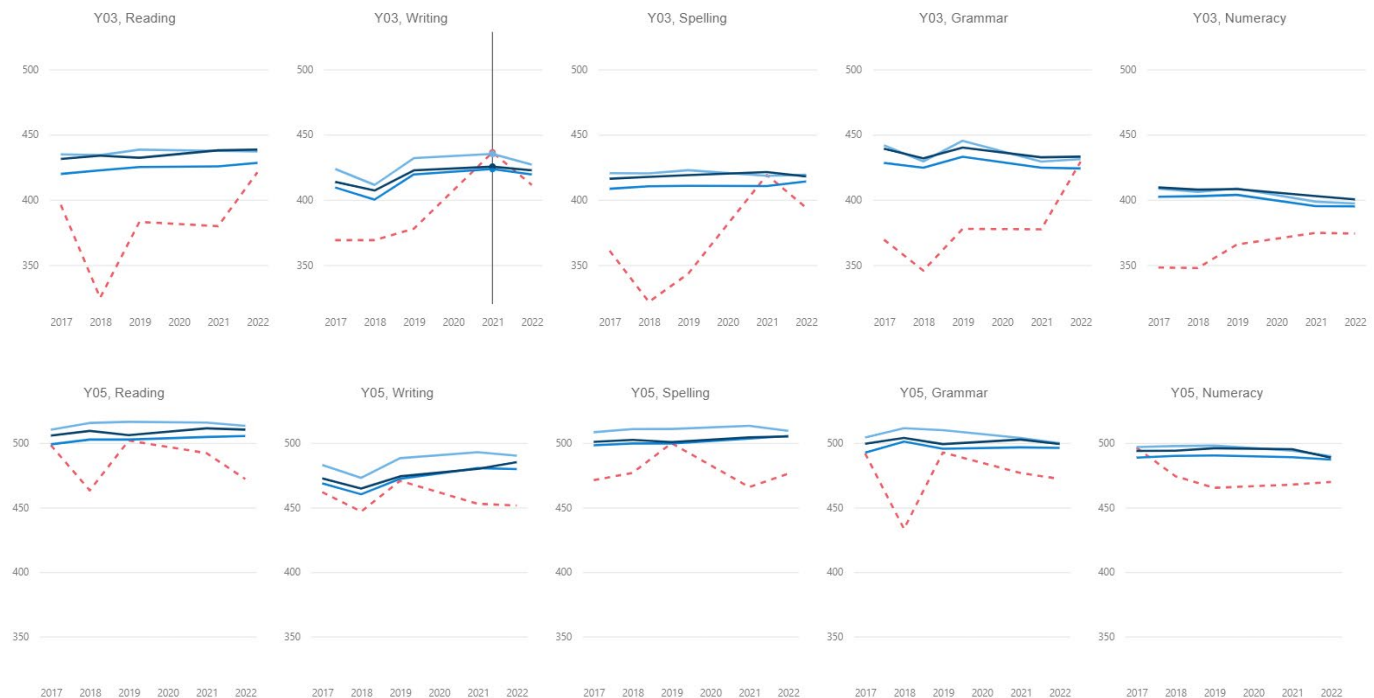 Y03, Reading
500
450
400
350
2017 2018 2019 2020 2021 2022
Y03, Writing
500
450
400
350
2017 2018 2019 2020 2021 2022
Y03, Spelling
500
450
400
350
2017 2018 2019 2020 2021 2022
Y03, Grammar
500
450
400
350
2017 2018 2019 2020 2021 2022
Y03, Numeracy
500
450
400
350
2017 2018 2019 2020 2021 2022
Y05, Reading
500
450
400
350
2017 2018 2019 2020 2021 2022
Y05, Writing
500
450
400
350
2017 2018 2019 2020 2021 2022
Y05, Spelling
500
450
400
350
2017 2018 2019 2020 2021 2022
Y05, Grammar
500
450
400
350
2017 2018 2019 2020 2021 2022
Y05, Numeracy
500
450
400
350
2017 2018 2019 2020 2021 2022